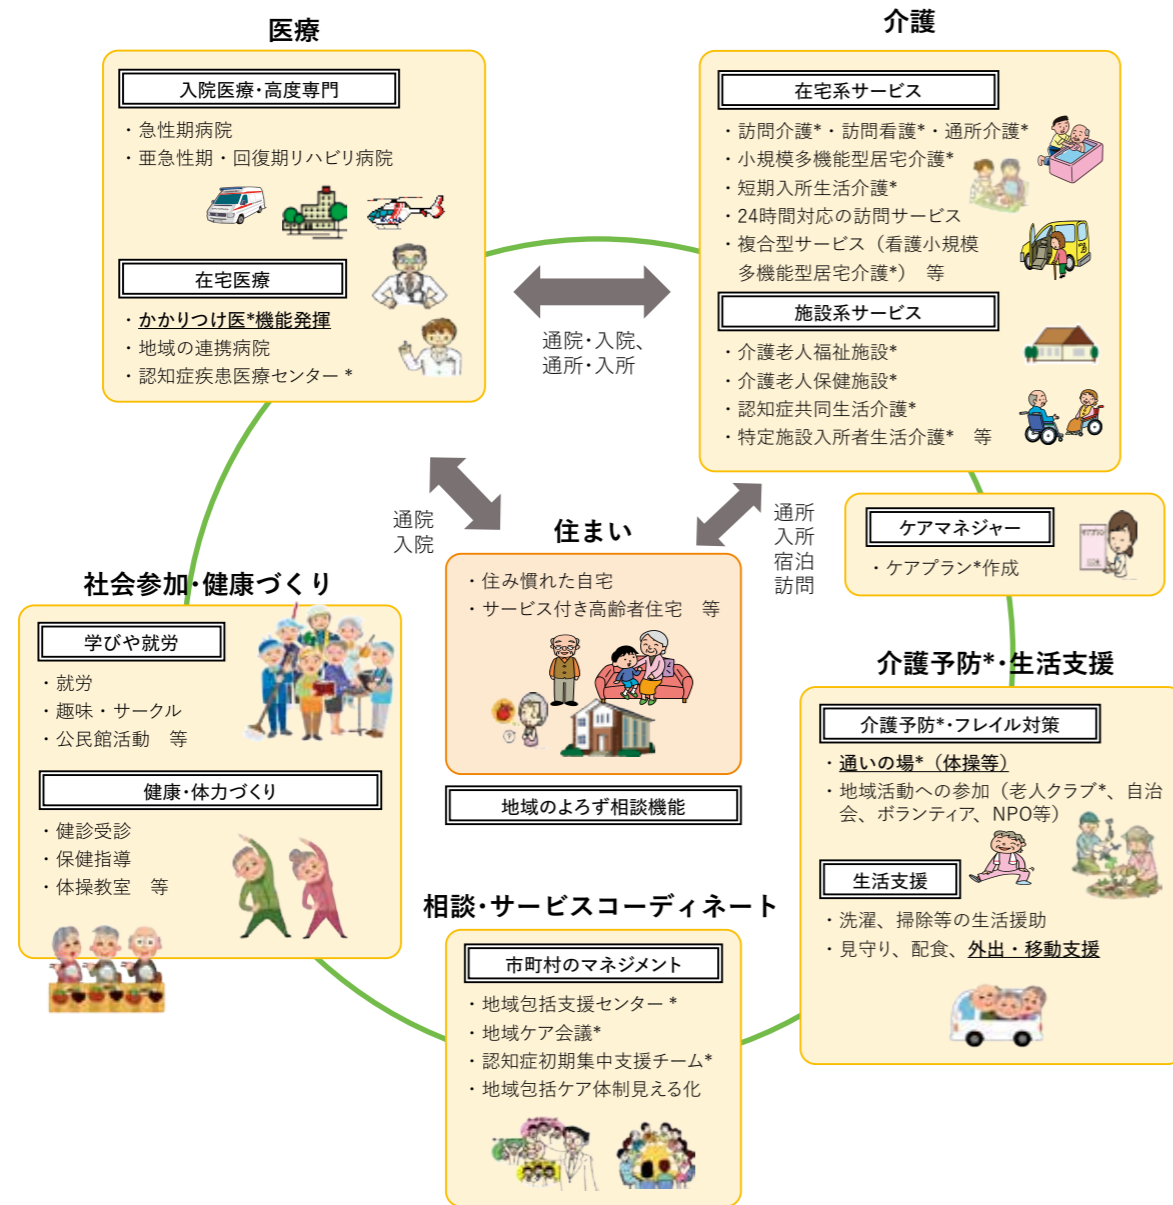 医療
入院医療・高度専門
・急性期病院
・亜急性期・回復期リハビリ病院
在宅医療
・かかりつけ医*機能発揮
・地域の連携病院
・認知症疾患医療センター*
介護
在宅系サービス
・訪問介護*・訪問看護*・通所介護*
・小規模多機能型居宅介護*
・短期入所生活介護*
・24時間対応の訪問サービス
・複合型サービス（看護小規模
多機能型居宅介護*） 等
施設系サービス
・介護老人福祉施設*
・介護老人保健施設*
・認知症共同生活介護*
・特定施設入所者生活介護* 等
通院・入院、
通所・入所
通院
入院
通所
入所
宿泊
訪問
ケアマネジャー
・ケアプラン*作成
住まい
・住み慣れた自宅
・サービス付き高齢者住宅 等
地域のよろず相談機能
社会参加・健康づくり
学びや就労
・就労
・趣味・サークル
・公民館活動 等
健康・体力づくり
・健診受診
・保健指導
・体操教室 等
介護予防*・生活支援
介護予防*・フレイル対策
・通いの場*（体操等）
・地域活動への参加（老人クラブ*、自治
会、ボランティア、NPO等）
生活支援
・洗濯、掃除等の生活援助
・見守り、配食、外出・移動支援
相談・サービスコーディネート
市町村のマネジメント
・地域包括支援センター*
・地域ケア会議*
・認知症初期集中支援チーム*
・地域包括ケア体制見える化